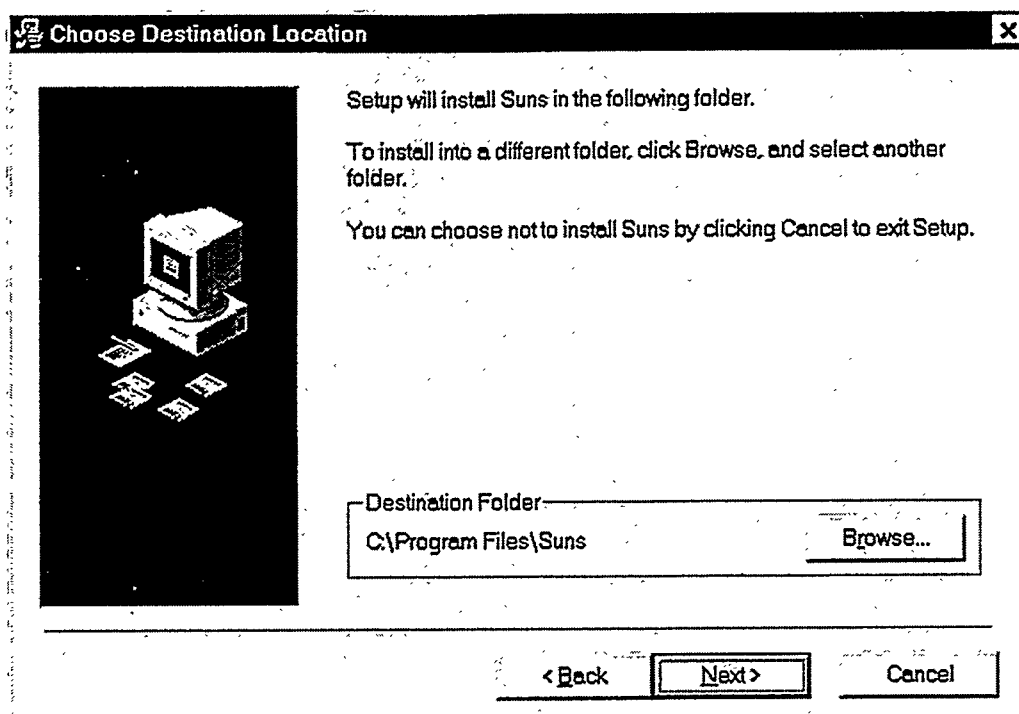 Choose Destination Location
Setup will install Suns in the following folder.
To install into a different folder, click Browse, and select another
folder.
You can choose not to install Suns by clicking Cancel to exit Setup.
Destination Folder
C:\Program Files\Suns
Browse...
< Back
Next >
Cancel